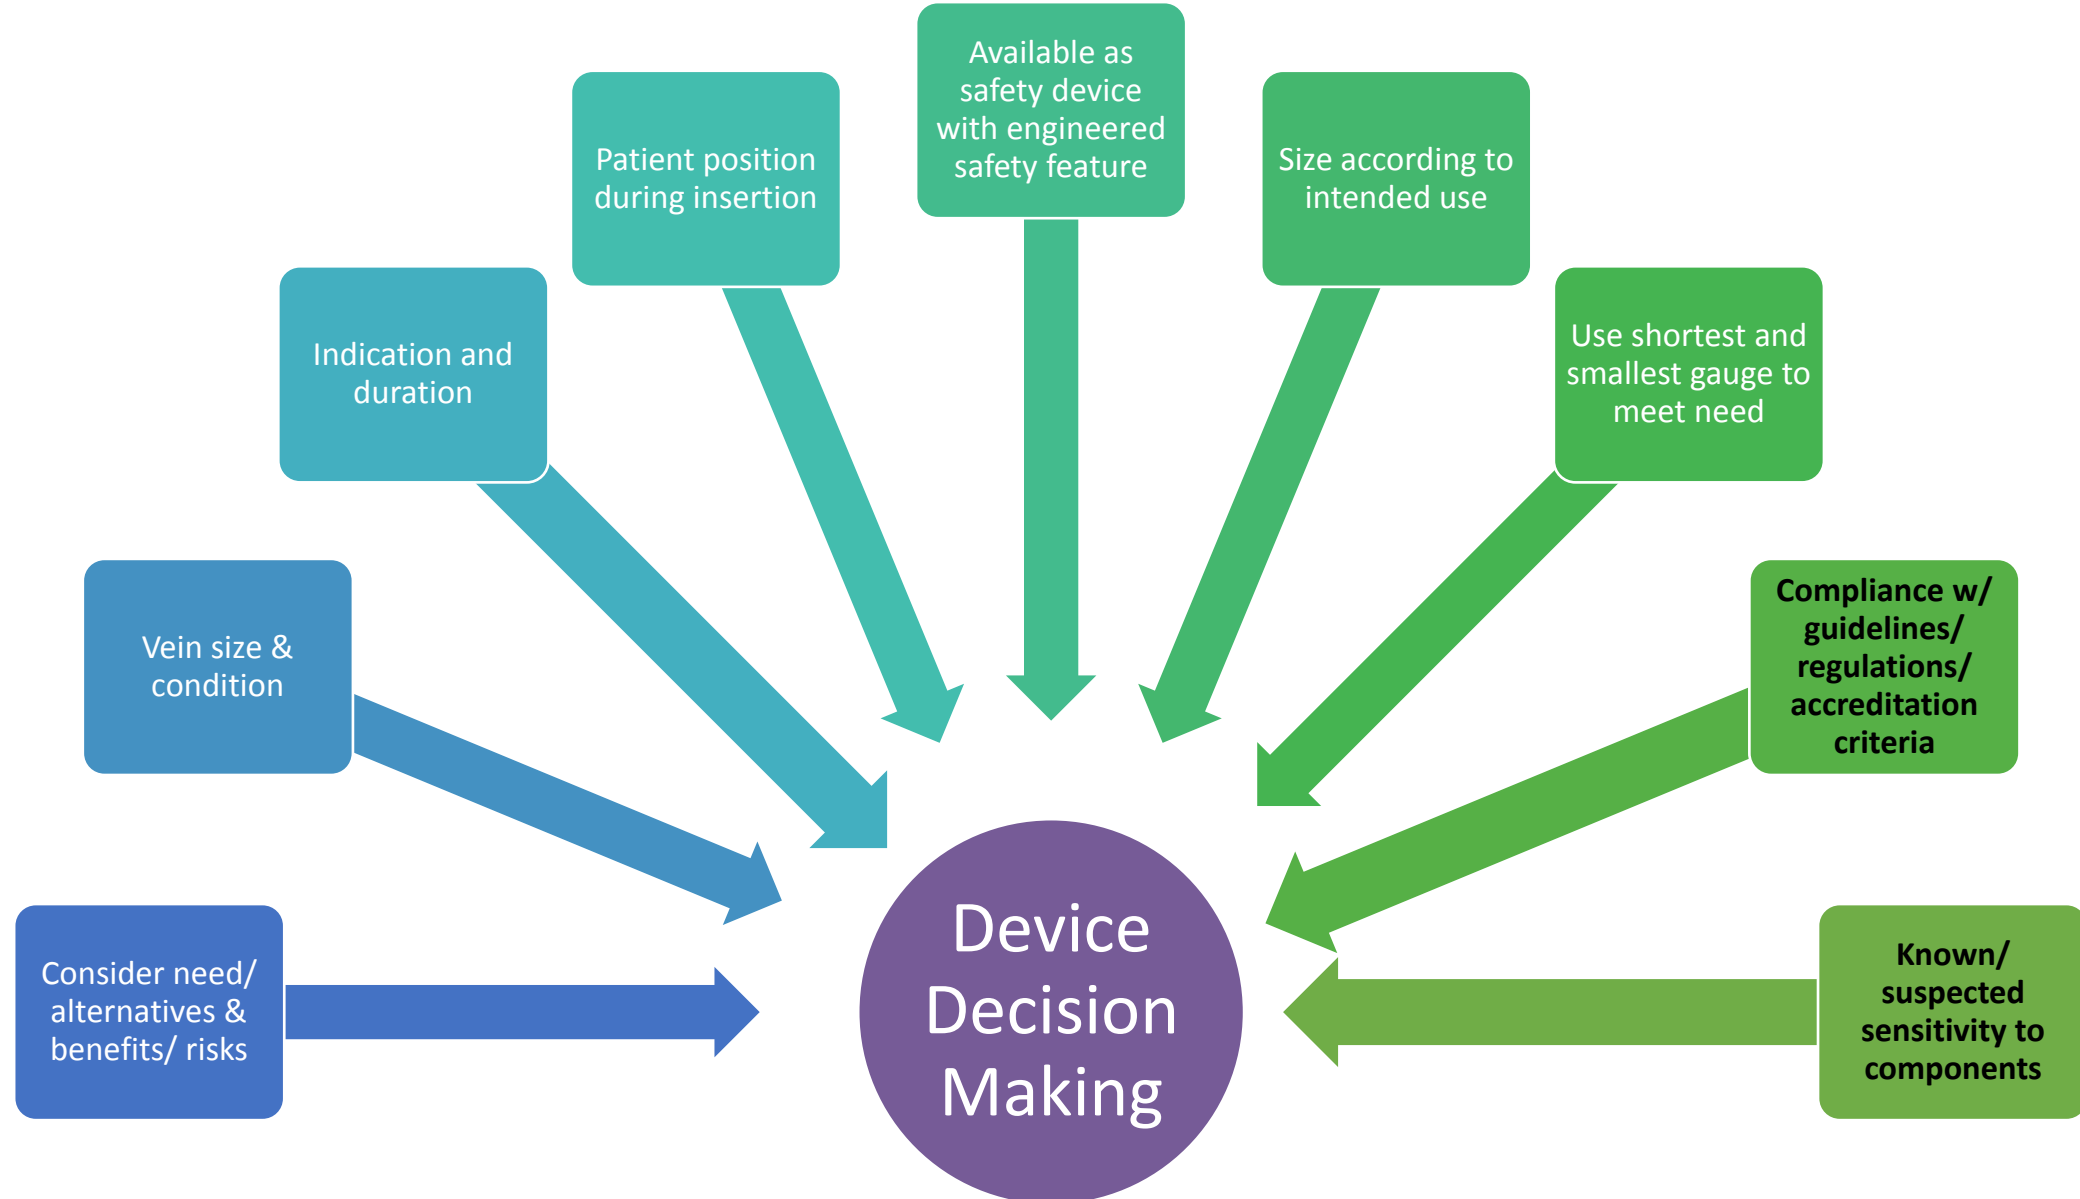 Available as
safety device
with engineered
safety feature
Patient position
during insertion
Size according to
intended use
Indication and
duration
Use shortest and
smallest gauge to
meet need
Vein size &
condition
Compliance w/
guidelines/
regulations/
accreditation
criteria
Consider need/
alternatives &
benefits/ risks
Device
Decision
Making
Known/
suspected
sensitivity to
components